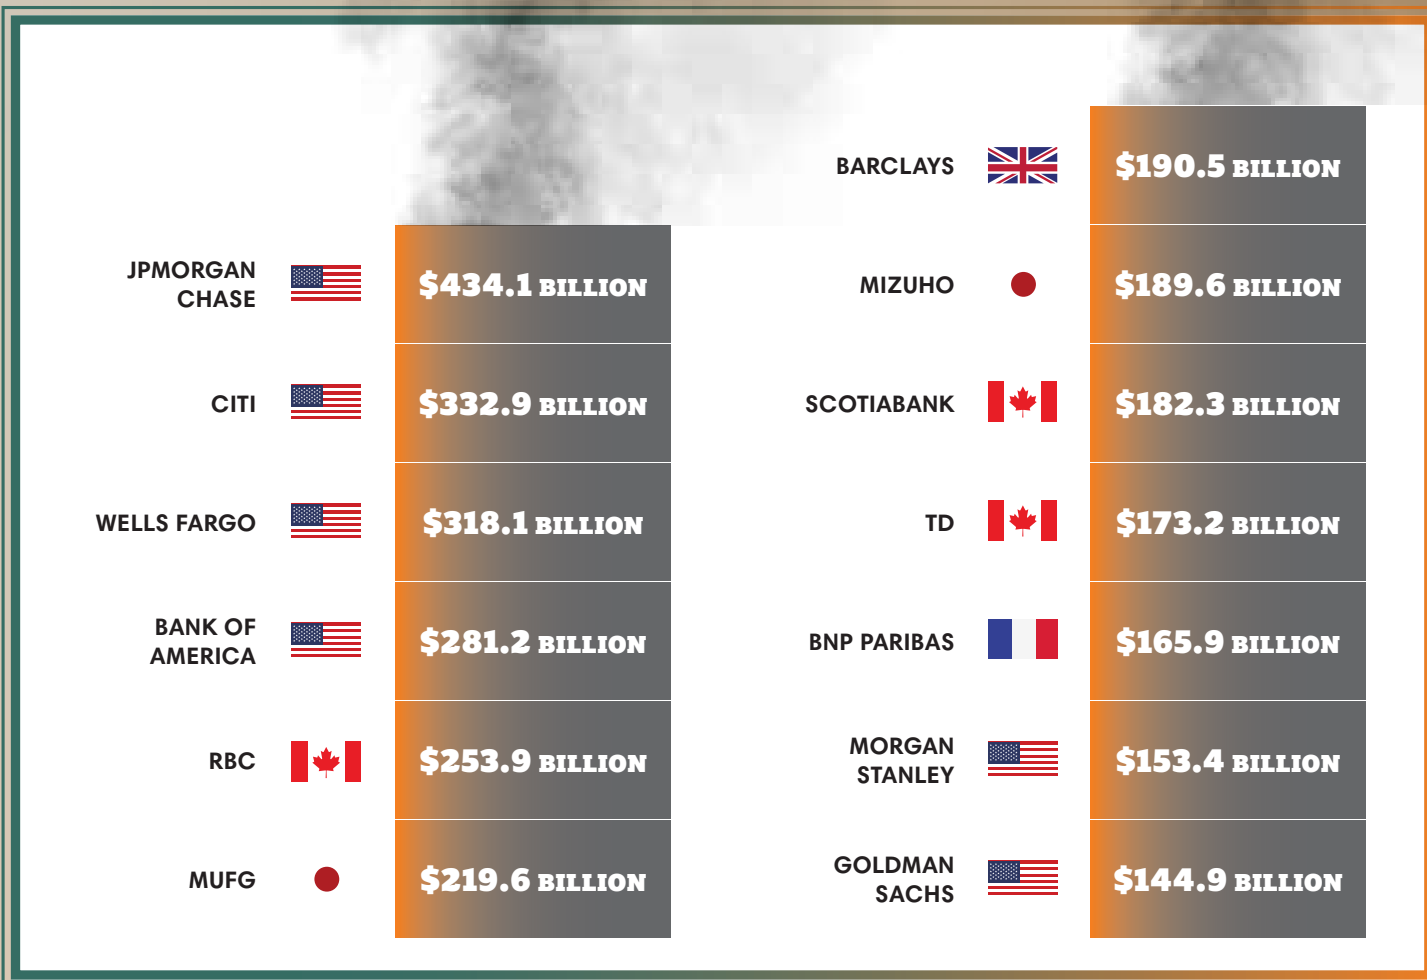 JPMORGAN
CHASE
$434.1 BILLION
CITI
$332.9 BILLION
WELLS FARGO
$318.1 BILLION
BANK OF
AMERICA
$281.2 BILLION
RBC
$253.9 BILLION
MUFG
$219.6 BILLION
BARCLAYS
$190.5 BILLION
MIZUHO
$189.6 BILLION
SCOTIABANK
$182.3 BILLION
TD
$173.2 BILLION
BNP PARIBAS
$165.9 BILLION
MORGAN
STANLEY
$153.4 BILLION
GOLDMAN
SACHS
$144.9 BILLION